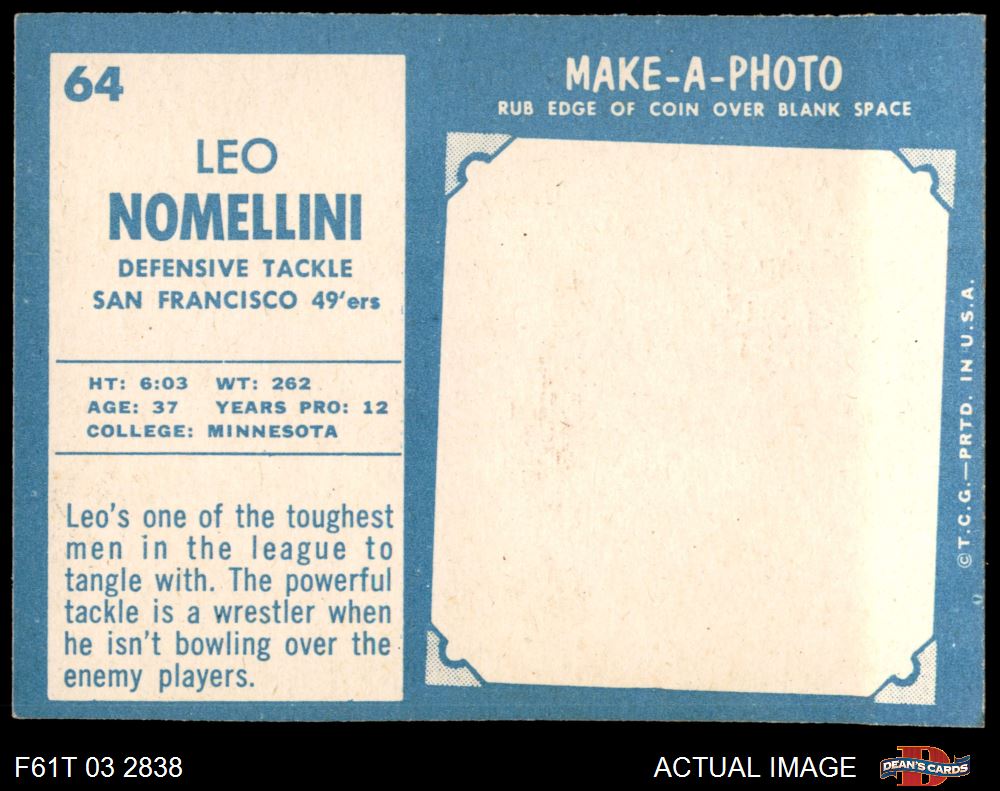 64
LEO
NOMELLINI
DEFENSIVE TACKLE
SAN FRANCISCO 49'ers
HT: 6:03 WT: 262
AGE: 37 YEARS PRO: 12
COLLEGE: MINNESOTA
Leo's one of the toughest
men in the league to
tangle with. The powerful
tackle is a wrestler when
he isn't bowling over the
enemy players.
MAKE-A-PHOTO
RUB EDGE OF COIN OVER BLANK SPACE
©T.C.G.—PRTD. IN U.S.A.
F61T 03 2838
ACTUAL IMAGE
D
DEAN'S CARDS